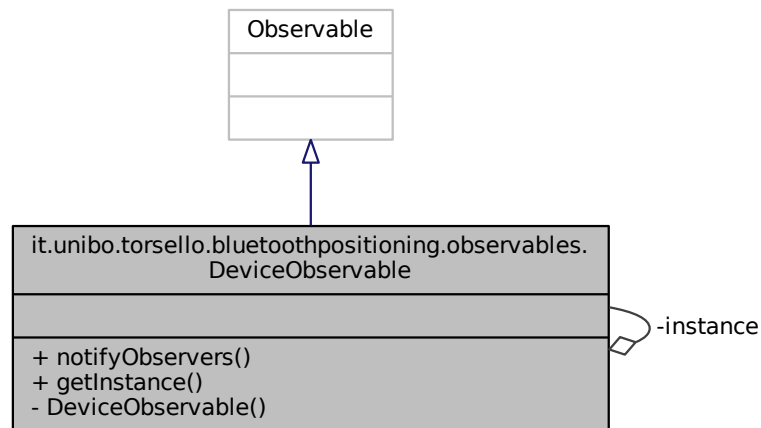 Observable
it.unibo.torsello.bluetoothpositioning.observables.
DeviceObservable
-instance
+ notifyObservers()
+ getInstance()
- DeviceObservable()